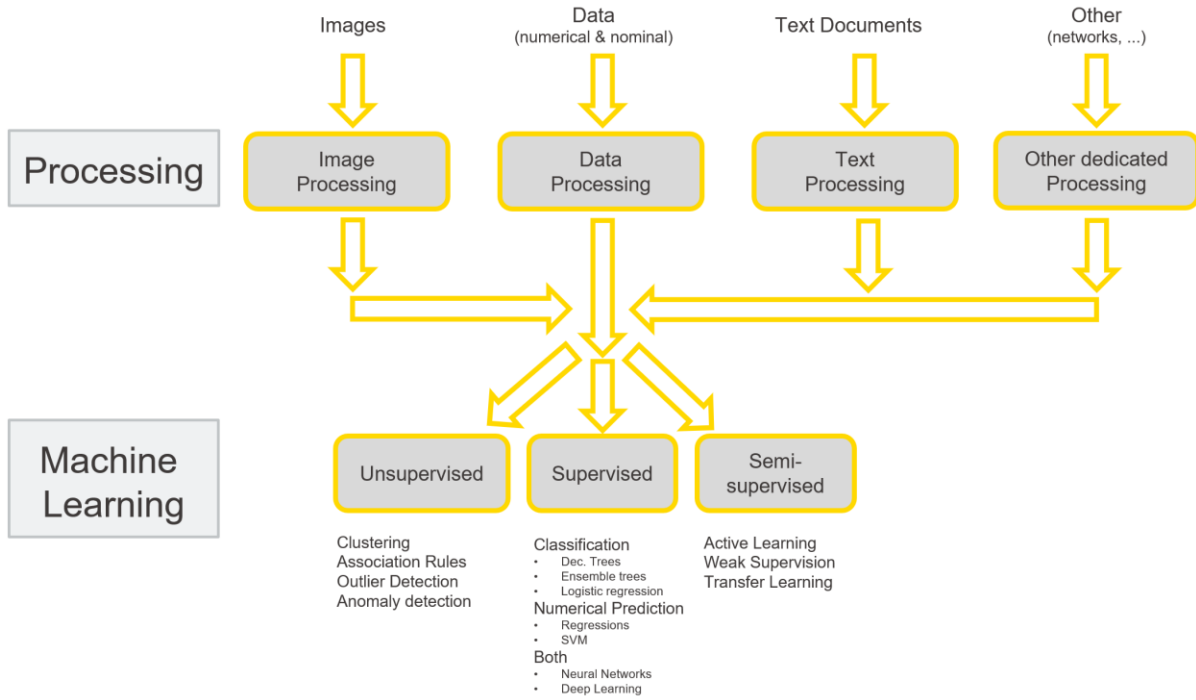 Images
Data
(numerical & nominal)
Text Documents
Other
(networks, ...)
Processing
Image
Processing
Data
Processing
Text
Processing
Other dedicated
Processing
Machine
Learning
Unsupervised
Supervised
Semi-
supervised
Clustering
Association Rules
Outlier Detection
Anomaly detection
Classification
• Dec. Trees
• Ensemble trees
• Logistic regression
Numerical Prediction
• Regressions
• SVM
Both
• Neural Networks
• Deep Learning
Active Learning
Weak Supervision
Transfer Learning